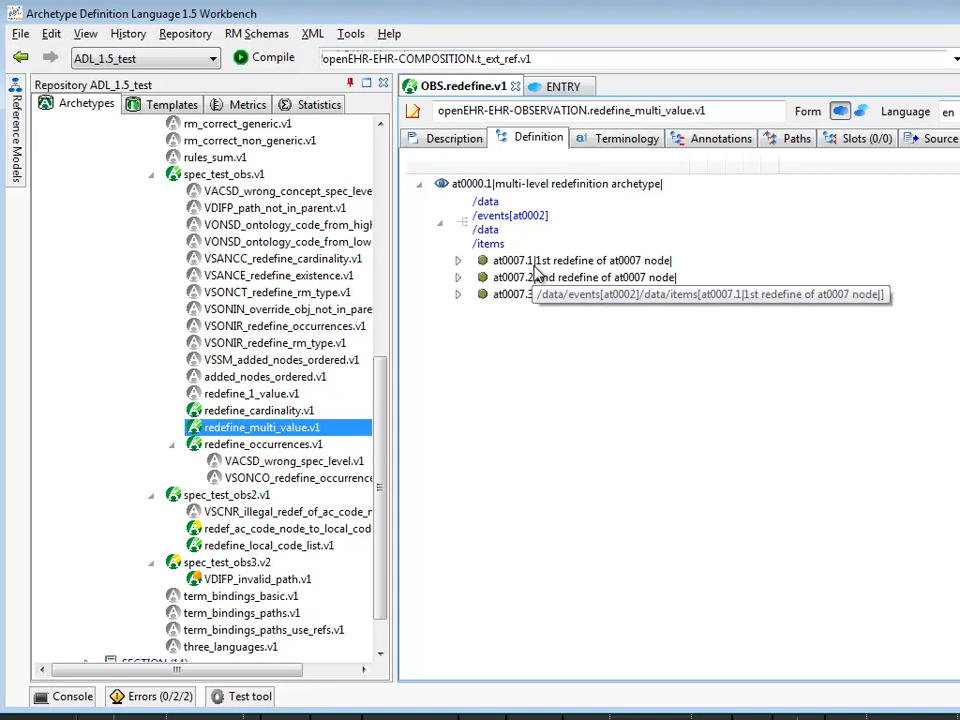 Archetype Definition Language 1.5 Workbench
File Edit View History Repository RM Schemas XML Tools Help
ADL_1.5_test Compile openEHR-EHR-COMPOSITION.t_ext_ref.v1
Reference Models
Repository ADL_1.5_test
Archetypes Templates Metrics Statistics
rm_correct_generic.v1
rm_correct_non_generic.v1
rules_sum.v1
spec_test_obs.v1
VACSD_wrong_concept_spec_leve
VDIFP_path_not_in_parent.v1
VONSD_ontology_code_from_high
VONSD_ontology_code_from_low
VSANCC_redefine_cardinality.v1
VSANCE_redefine_existence.v1
VSONCT_redefine_rm_type.v1
VSONIN_override_obj_not_in_pare
VSONIR_redefine_occurrences.v1
VSONIR_redefine_rm_type.v1
VSSM_added_nodes_ordered.v1
added_nodes_ordered.v1
redefine_1_value.v1
redefine_cardinality.v1
redefine_multi_value.v1
redefine_occurrences.v1
VACSD_wrong_spec_level.v1
VSONCO_redefine_occurrence
spec_test_obs2.v1
VSCNR_illegal_redef_of_ac_code_n
redef_ac_code_node_to_local_cod
redefine_local_code_list.v1
spec_test_obs3.v2
VDIFP_invalid_path.v1
term_bindings_basic.v1
term_bindings_paths.v1
term_bindings_paths_use_refs.v1
three_languages.v1
SECTION (14)
OBS.redefine.v1 ENTRY
openEHR-EHR-OBSERVATION.redefine_multi_value.v1 Form Language en
Description Definition Terminology Annotations Paths Slots (0/0) Source
at0000.1|multi-level redefinition archetype|
/data
/events[at0002]
/data
/items
at0007.1|1st redefine of at0007 node|
at0007.2 nd redefine of at0007 node|
at0007.3
/data/events[at0002]/data/items[at0007.1|1st redefine of at0007 node|]
Console Errors (0/2/2) Test tool